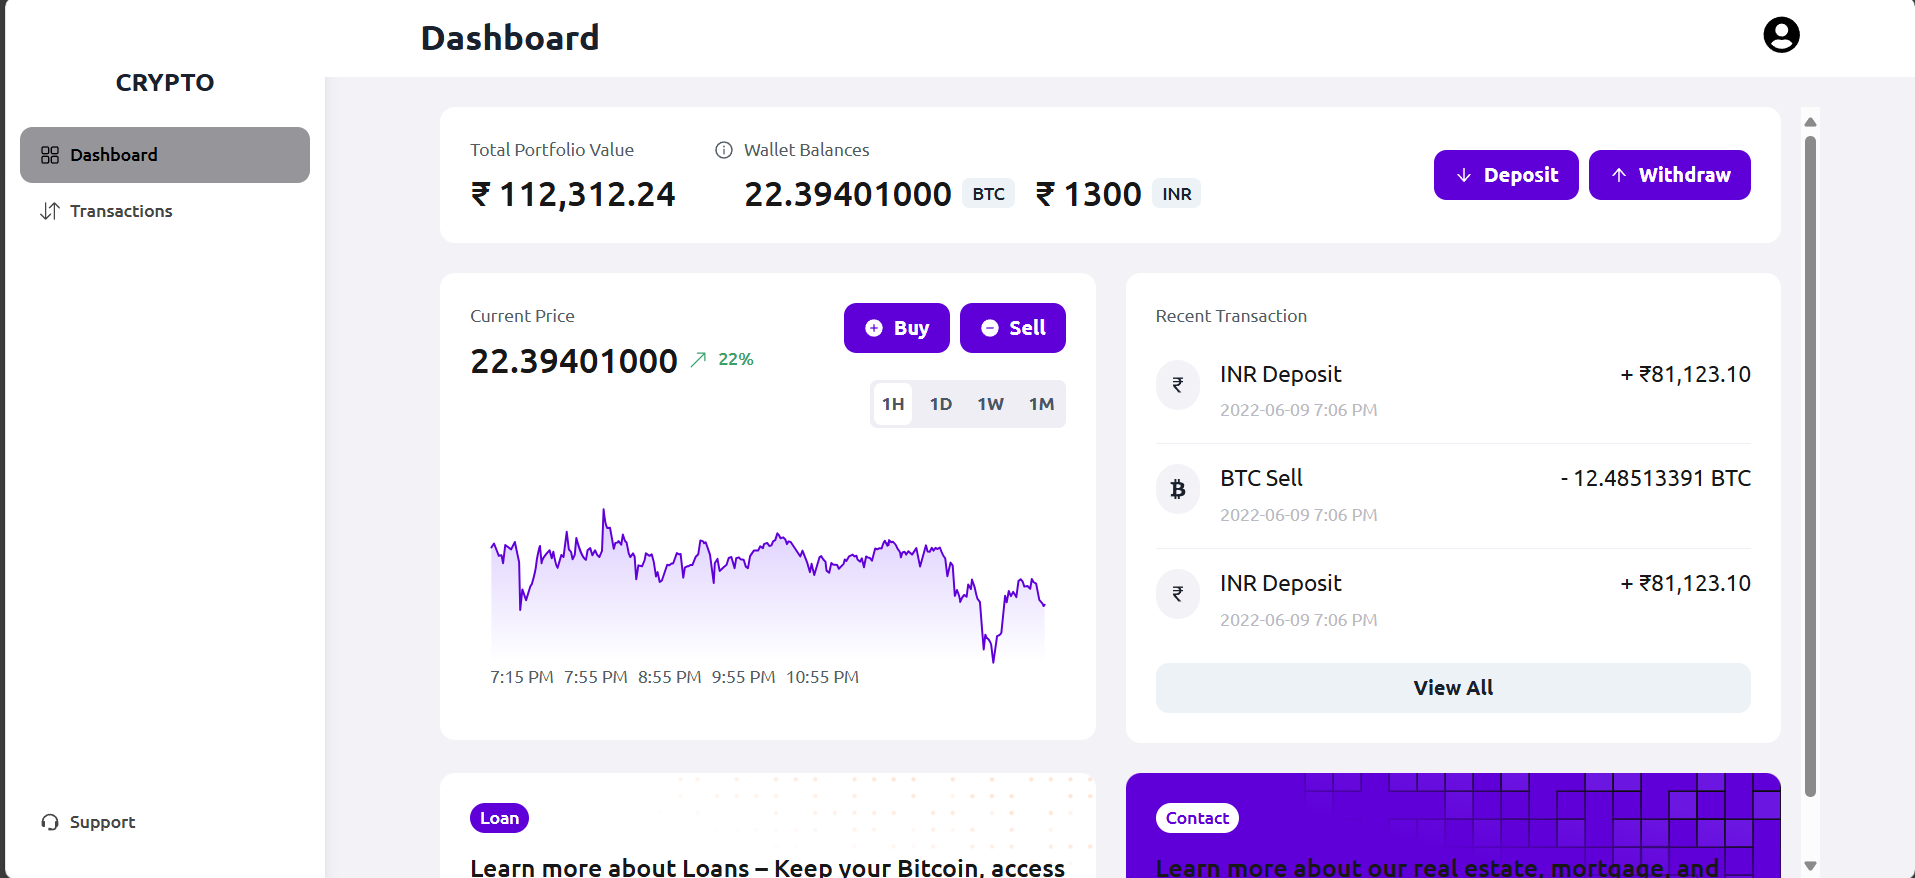 Dashboard
CRYPTO
Dashboard
Transactions
Support
Total Portfolio Value
₹ 112,312.24
Wallet Balances
22.39401000 BTC ₹ 1300 INR
Deposit
Withdraw
Current Price
22.39401000 22%
Buy
Sell
1H 1D 1W 1M
7:15 PM 7:55 PM 8:55 PM 9:55 PM 10:55 PM
Recent Transaction
₹ INR Deposit + ₹81,123.10
2022-06-09 7:06 PM
BTC Sell - 12.48513391 BTC
2022-06-09 7:06 PM
₹ INR Deposit + ₹81,123.10
2022-06-09 7:06 PM
View All
Loan
Learn more about Loans – Keep your Bitcoin, access
Contact
Learn more about our real estate, mortgage, and